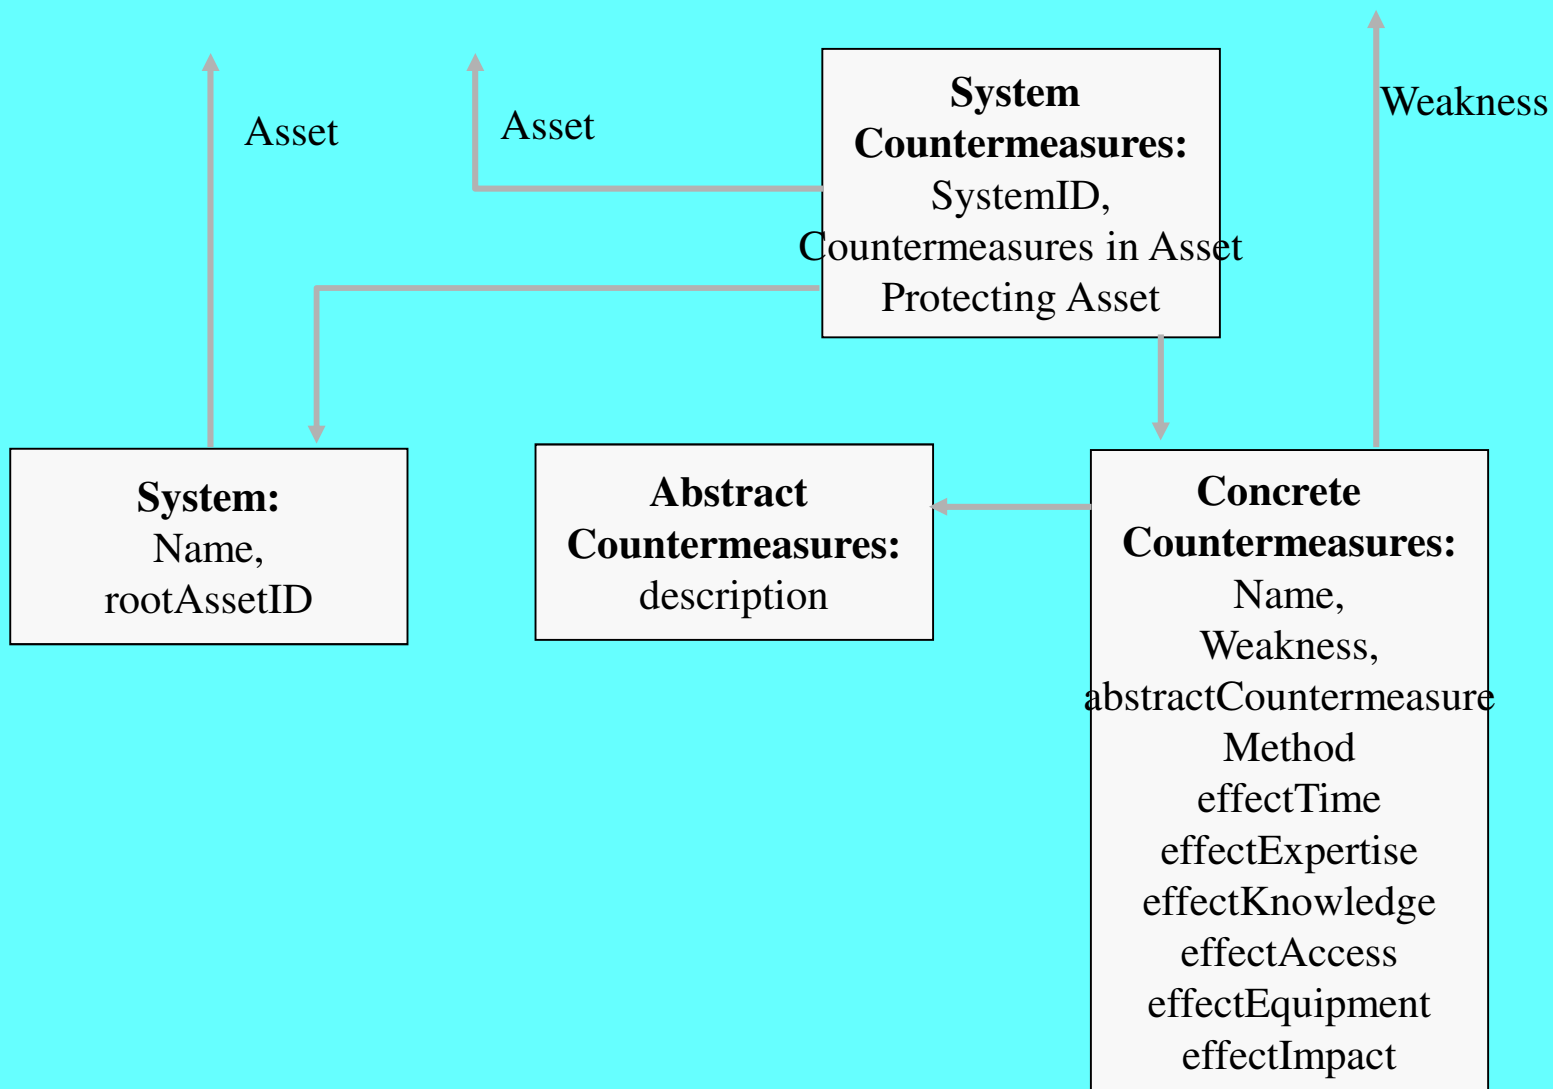 Asset
Asset
System
Countermeasures:
SystemID,
Countermeasures in Asset
Protecting Asset
Weakness
System:
Name,
rootAssetID
Abstract
Countermeasures:
description
Concrete
Countermeasures:
Name,
Weakness,
abstractCountermeasure
Method
effectTime
effectExpertise
effectKnowledge
effectAccess
effectEquipment
effectImpact